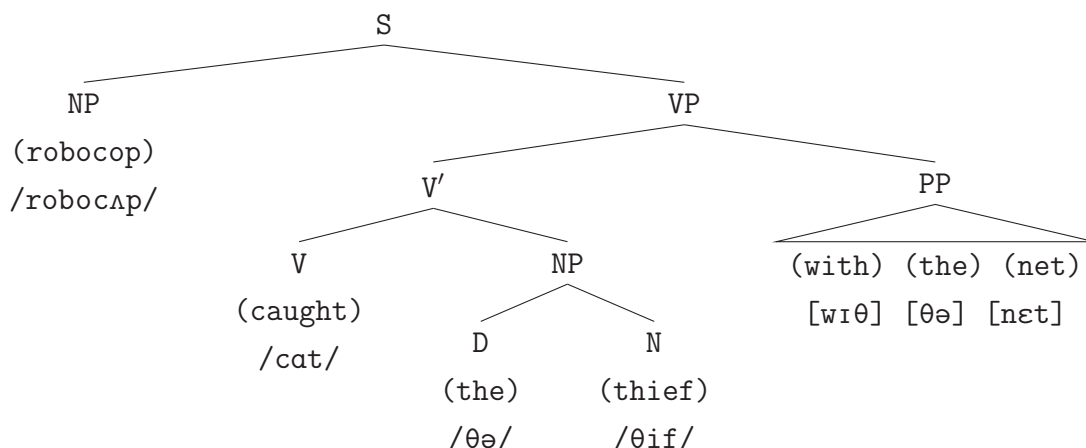 S
NP VP
(robocop)
/robocʌp/
V′ PP
V NP (with) (the) (net)
(caught) [wɪθ] [θə] [nɛt]
/cɑt/
D N
(the) (thief)
/θə/ /θif/